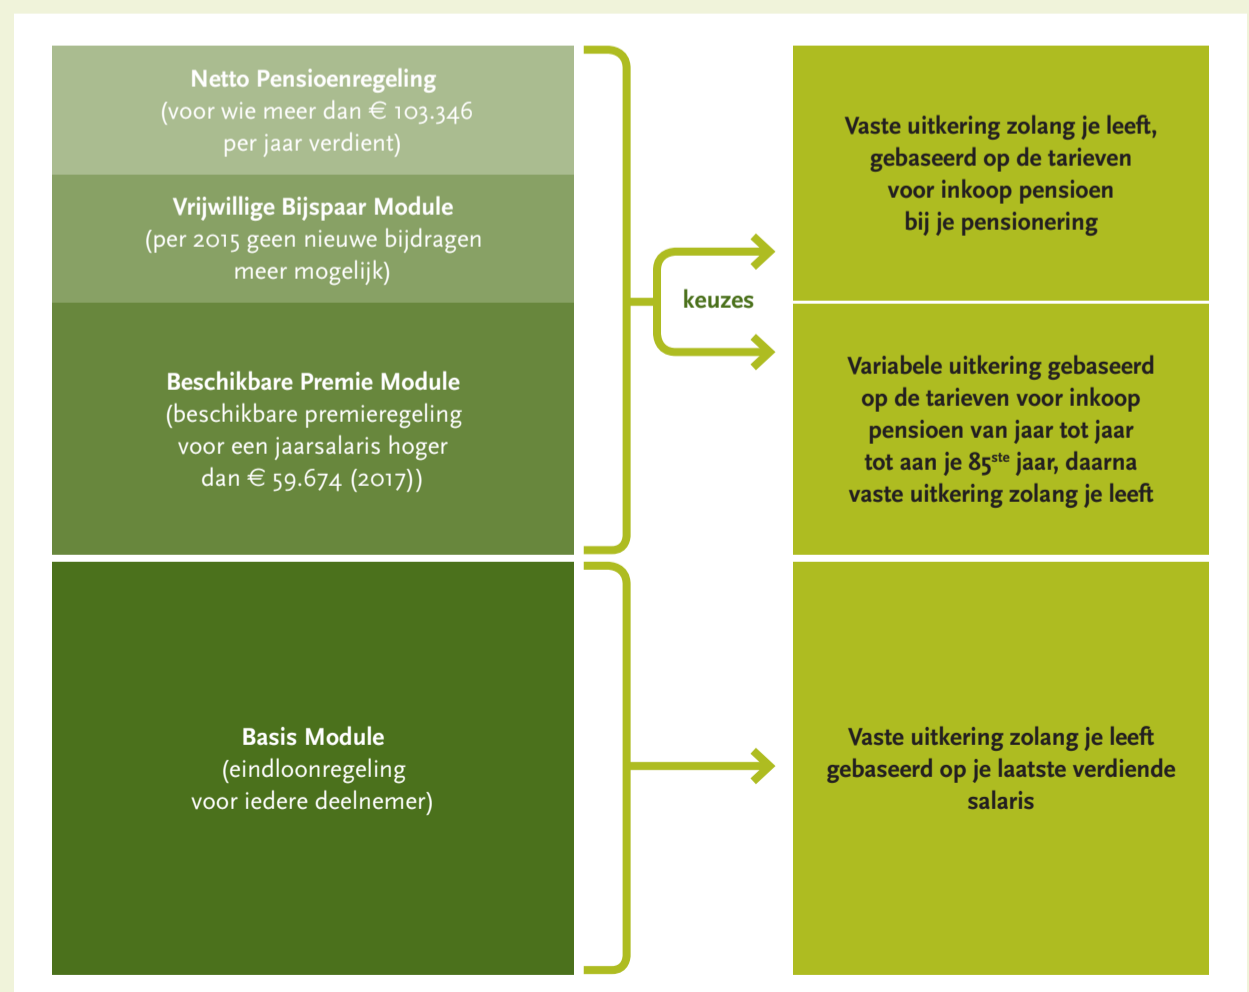 Netto Pensioenregeling
(voor wie meer dan € 103.346
per jaar verdient)
Vrijwillige Bijspaar Module
(per 2015 geen nieuwe bijdragen
meer mogelijk)
Beschikbare Premie Module
(beschikbare premieregeling
voor een jaarsalaris hoger
dan € 59.674 (2017))
Basis Module
(eindloonregeling
voor iedere deelnemer)
keuzes
Vaste uitkering zolang je leeft,
gebaseerd op de tarieven
voor inkoop pensioen
bij je pensionering
Variabele uitkering gebaseerd
op de tarieven voor inkoop
pensioen van jaar tot jaar
tot aan je 85ste jaar, daarna
vaste uitkering zolang je leeft
Vaste uitkering zolang je leeft
gebaseerd op je laatste verdiende
salaris